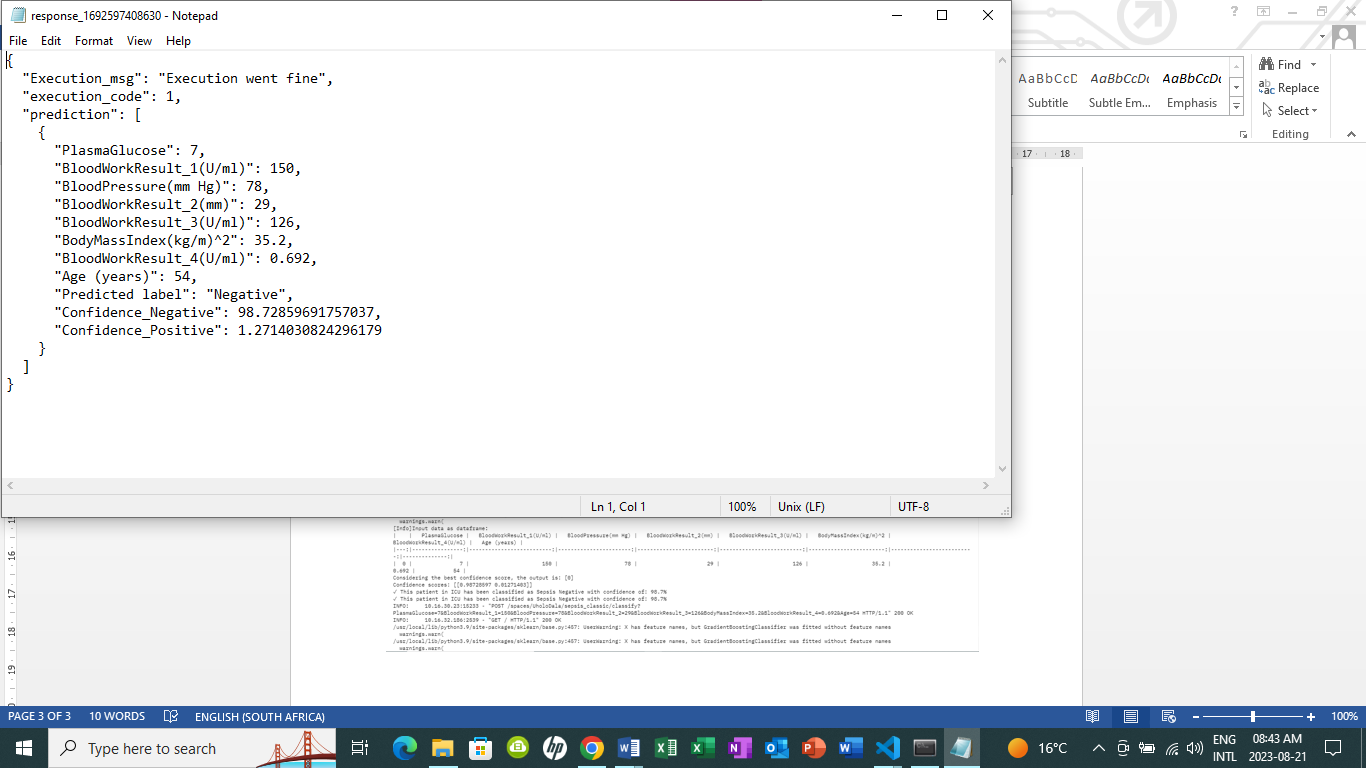 response_1692597408630 - Notepad
File Edit Format View Help
{
"Execution_msg": "Execution went fine",
"execution_code": 1,
"prediction": [
{
"PlasmaGlucose": 7,
"BloodWorkResult_1(U/ml)": 150,
"BloodPressure(mm Hg)": 78,
"BloodWorkResult_2(mm)": 29,
"BloodWorkResult_3(U/ml)": 126,
"BodyMassIndex(kg/m)^2": 35.2,
"BloodWorkResult_4(U/ml)": 0.692,
"Age (years)": 54,
"Predicted label": "Negative",
"Confidence_Negative": 98.72859691757037,
"Confidence_Positive": 1.2714030824296179
}
]
}
Ln 1, Col 1 100% Unix (LF) UTF-8
AaBbCcD AaBbCcDc AaBbCcDc
Subtitle Subtle Em... Emphasis
Find
Replace
Select
Editing
17 18
15
16
17
18
19
warnings.warn(
[Info]Input data as dataframe:
| | PlasmaGlucose | BloodWorkResult_1(U/ml) | BloodPressure(mm Hg) | BloodWorkResult_2(mm) | BloodWorkResult_3(U/ml) | BodyMassIndex(kg/m)^2 |
BloodWorkResult_4(U/ml) | Age (years) |
| 0 | 7 | 150 | 78 | 29 | 126 | 35.2 |
0.692 | 54 |
Considering the best confidence score, the output is: [0]
Confidence scores: [[0.98728597 0.01271403]]
✓ This patient in ICU has been classified as Sepsis Negative with confidence of: 98.7%
✓ This patient in ICU has been classified as Sepsis Negative with confidence of: 98.7%
INFO: 10.16.30.23:15233 - "POST /spaces/UholoDala/sepsis_classic/classify?
PlasmaGlucose=7&BloodWorkResult_1=150&BloodPressure=78&BloodWorkResult_2=29&BloodWorkResult_3=126&BodyMassIndex=35.2&BloodWorkResult_4=0.692&Age=54 HTTP/1.1" 200 OK
INFO: "GET / HTTP/1.1" 200 OK
/usr/local/lib/python3.9/site-packages/sklearn/base.py:457: UserWarning: X has feature names, but GradientBoostingClassifier was fitted without feature names
warnings.warn(
/usr/local/lib/python3.9/site-packages/sklearn/base.py:457: UserWarning: X has feature names, but GradientBoostingClassifier was fitted without feature names
warnings.warn(
PAGE 3 OF 3 10 WORDS ENGLISH (SOUTH AFRICA) 100%
Type here to search
16°C
ENG
INTL
08:43 AM
2023-08-21